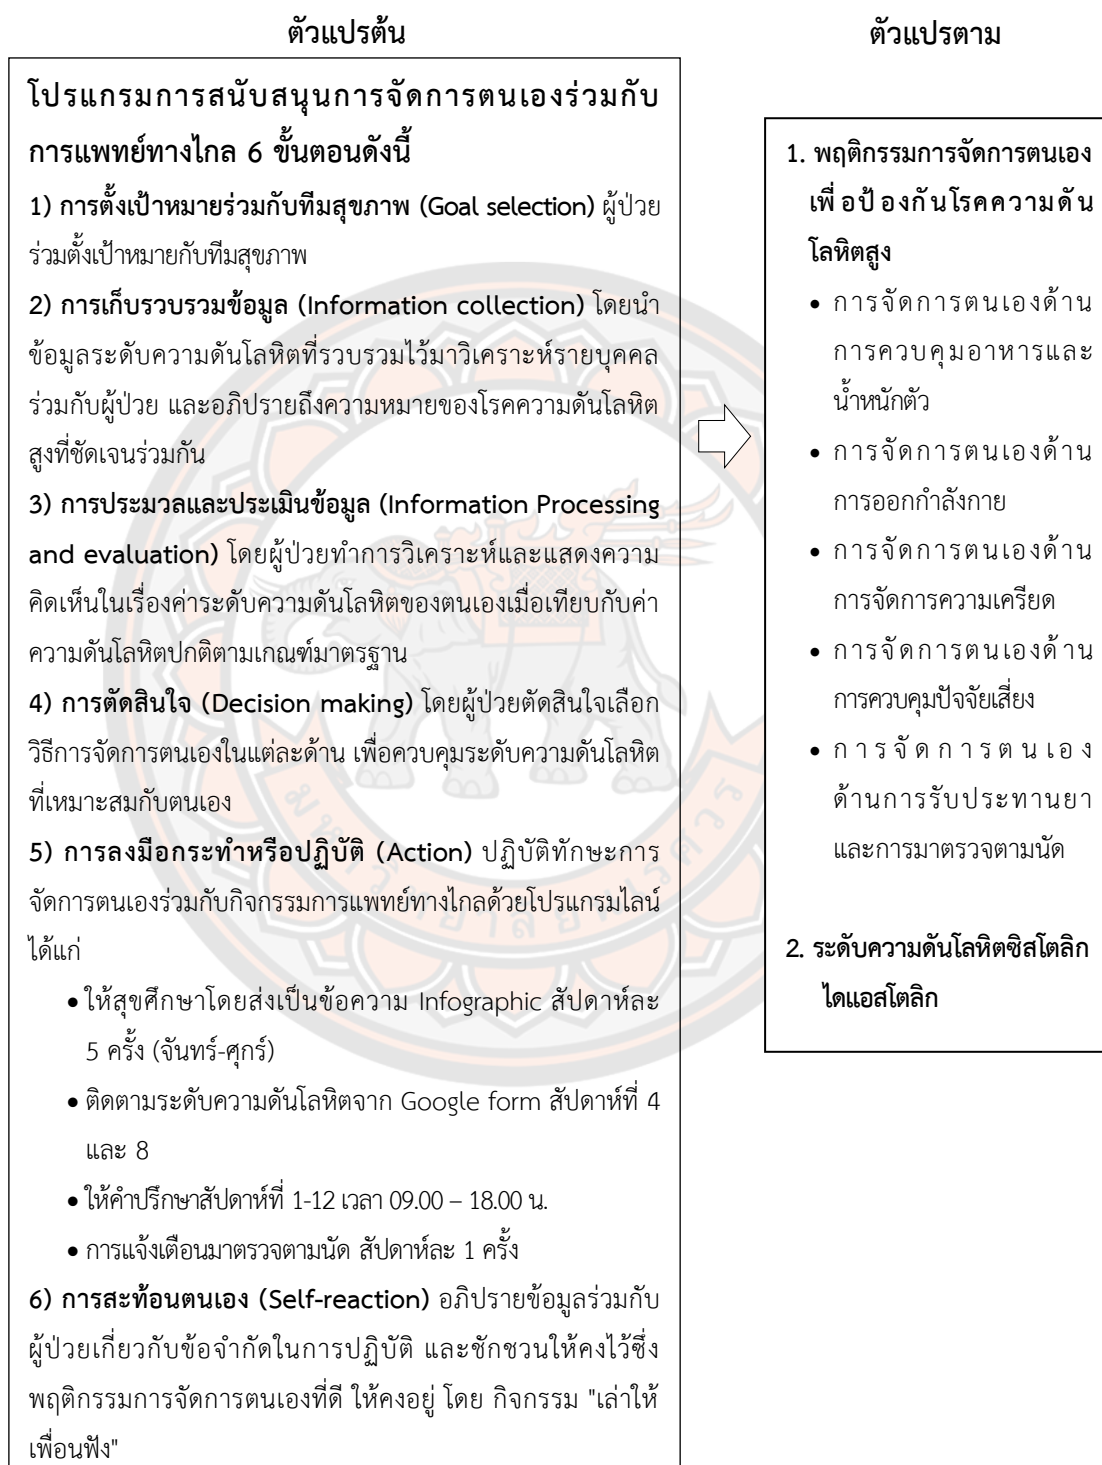 ตัวแปรต้น
โปรแกรมการสนับสนุนการจัดการตนเองร่วมกับ
การแพทย์ทางไกล 6 ขั้นตอนดังนี้
1) การตั้งเป้าหมายร่วมกับทีมสุขภาพ (Goal selection) ผู้ป่วย
ร่วมตั้งเป้าหมายกับทีมสุขภาพ
2) การเก็บรวบรวมข้อมูล (Information collection) โดยนำ
ข้อมูลระดับความดันโลหิตที่รวบรวมไว้มาวิเคราะห์รายบุคคล
ร่วมกับผู้ป่วย และอภิปรายถึงความหมายของโรคความดันโลหิต
สูงที่ชัดเจนร่วมกัน
3) การประมวลและประเมินข้อมูล (Information Processing
and evaluation) โดยผู้ป่วยทำการวิเคราะห์และแสดงความ
คิดเห็นในเรื่องค่าระดับความดันโลหิตของตนเองเมื่อเทียบกับค่า
ความดันโลหิตปกติตามเกณฑ์มาตรฐาน
4) การตัดสินใจ (Decision making) โดยผู้ป่วยตัดสินใจเลือก
วิธีการจัดการตนเองในแต่ละด้าน เพื่อควบคุมระดับความดันโลหิต
ที่เหมาะสมกับตนเอง
5) การลงมือกระทำหรือปฏิบัติ (Action) ปฏิบัติทักษะการ
จัดการตนเองร่วมกับกิจกรรมการแพทย์ทางไกลด้วยโปรแกรมไลน์
ได้แก่
• ให้สุขศึกษาโดยส่งเป็นข้อความ Infographic สัปดาห์ละ
5 ครั้ง (จันทร์-ศุกร์)
• ติดตามระดับความดันโลหิตจาก Google form สัปดาห์ที่ 4
และ 8
• ให้คำปรึกษาสัปดาห์ที่ 1-12 เวลา 09.00 – 18.00 น.
• การแจ้งเตือนมาตรวจตามนัด สัปดาห์ละ 1 ครั้ง
6) การสะท้อนตนเอง (Self-reaction) อภิปรายข้อมูลร่วมกับ
ผู้ป่วยเกี่ยวกับข้อจำกัดในการปฏิบัติ และชักชวนให้คงไว้ซึ่ง
พฤติกรรมการจัดการตนเองที่ดี ให้คงอยู่ โดย กิจกรรม "เล่าให้
เพื่อนฟัง"
ตัวแปรตาม
1. พฤติกรรมการจัดการตนเอง
เพื่อป้องกันโรคความดัน
โลหิตสูง
• การจัดการตนเองด้าน
การควบคุมอาหารและ
น้ำหนักตัว
• การจัดการตนเองด้าน
การออกกำลังกาย
• การจัดการตนเองด้าน
การจัดการความเครียด
• การจัดการตนเองด้าน
การควบคุมปัจจัยเสี่ยง
• การจัดการตนเอง
ด้านการรับประทานยา
และการมาตรวจตามนัด
2. ระดับความดันโลหิตซิสโตลิก
ไดแอสโตลิก
มหาวิทยาลัยนเรศวร